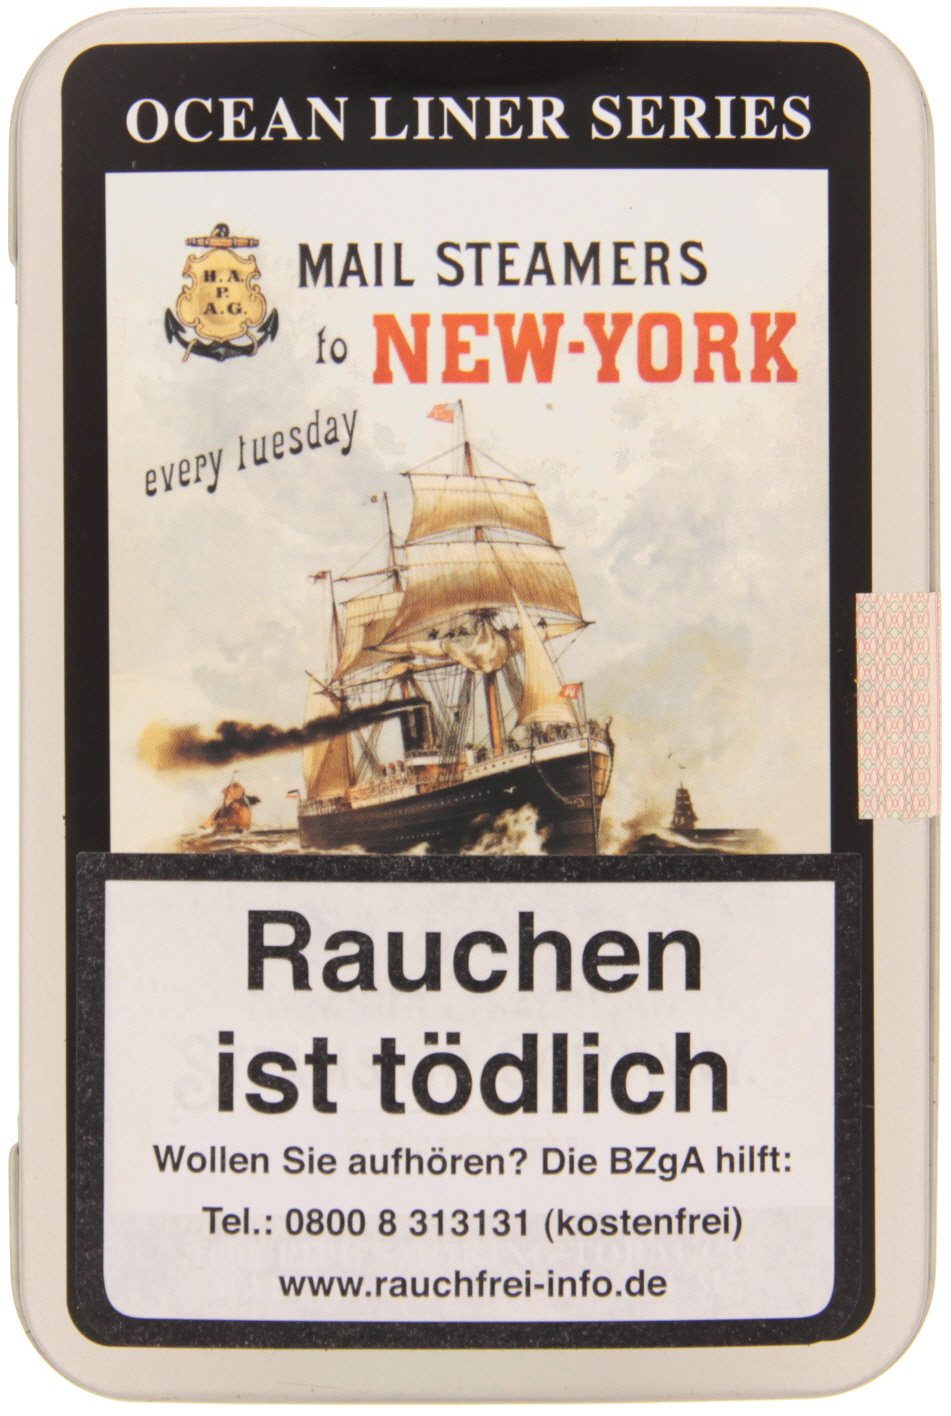 OCEAN LINER SERIES
H.A.
P.
A.G.
MAIL STEAMERS
to NEW-YORK
every tuesday
Rauchen
ist tödlich
Wollen Sie aufhören? Die BZgA hilft:
Tel.: 0800 8 313131 (kostenfrei)
www.rauchfrei-info.de